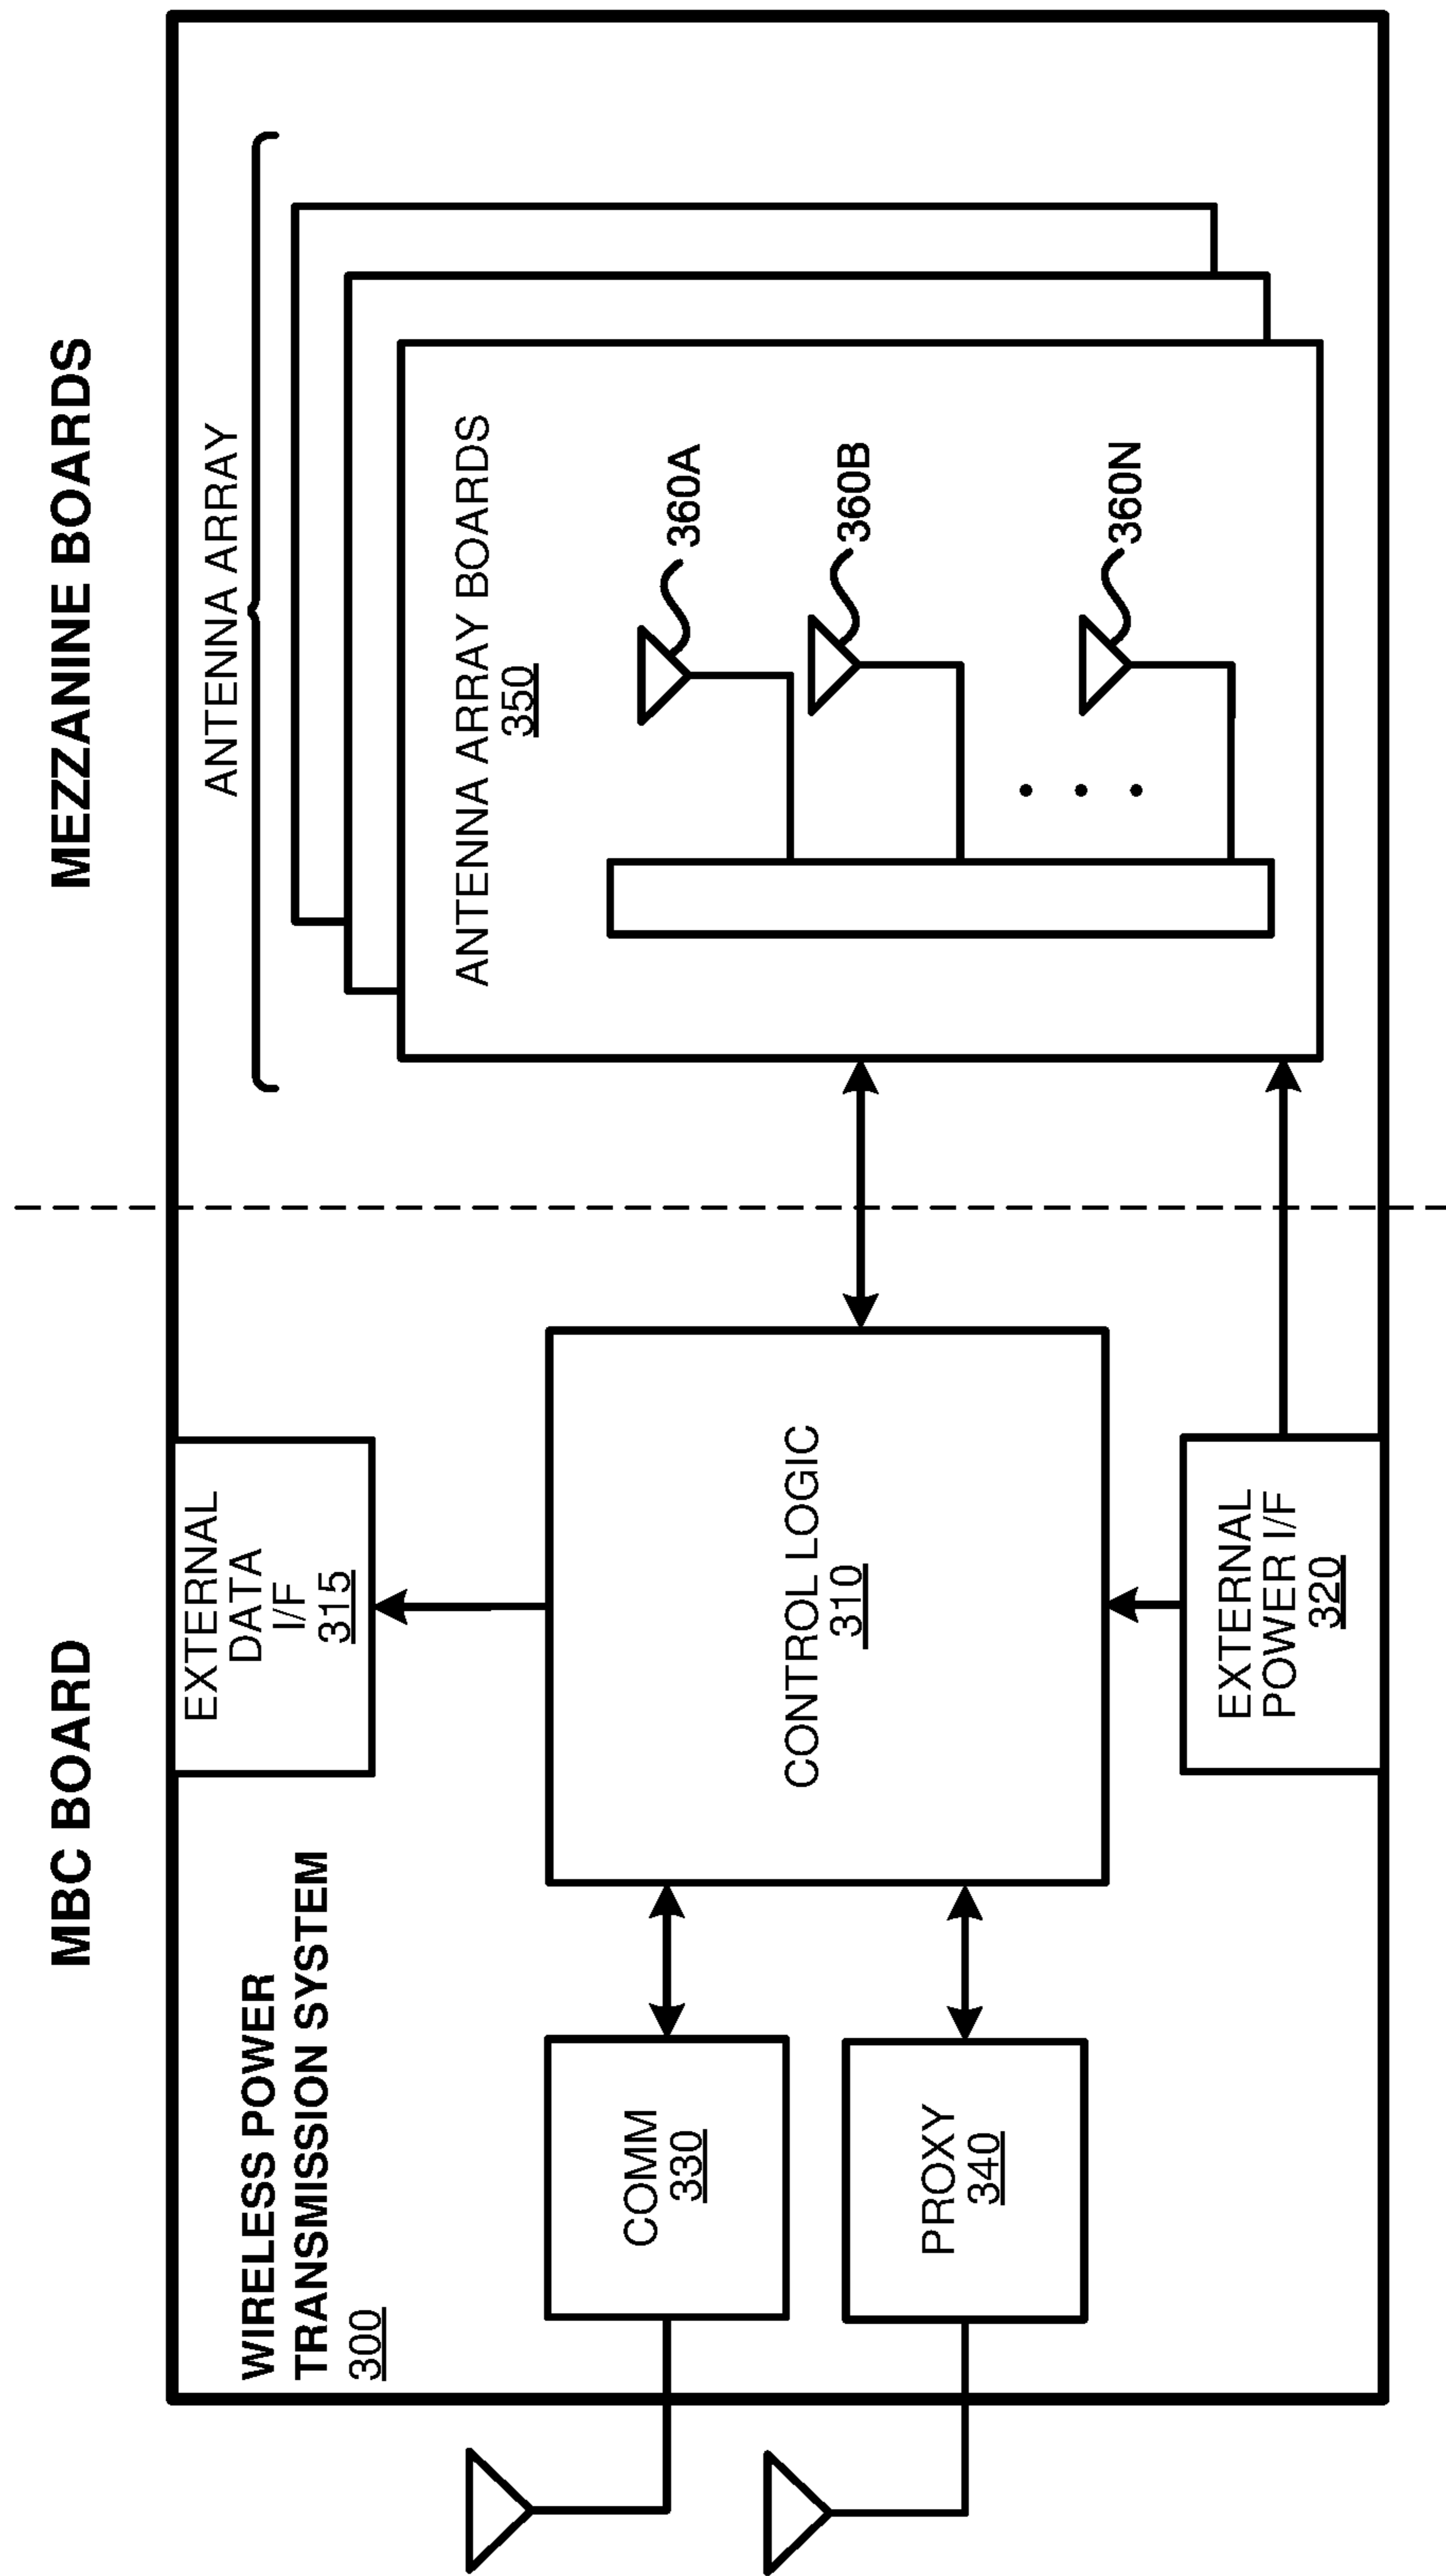 MBC BOARD
MEZZANINE BOARDS
WIRELESS POWER
TRANSMISSION SYSTEM
300
EXTERNAL
DATA
I/F
315
ANTENNA ARRAY
COMM
330
PROXY
340
CONTROL LOGIC
310
EXTERNAL
POWER I/F
320
ANTENNA ARRAY BOARDS
350
360A
360B
360N